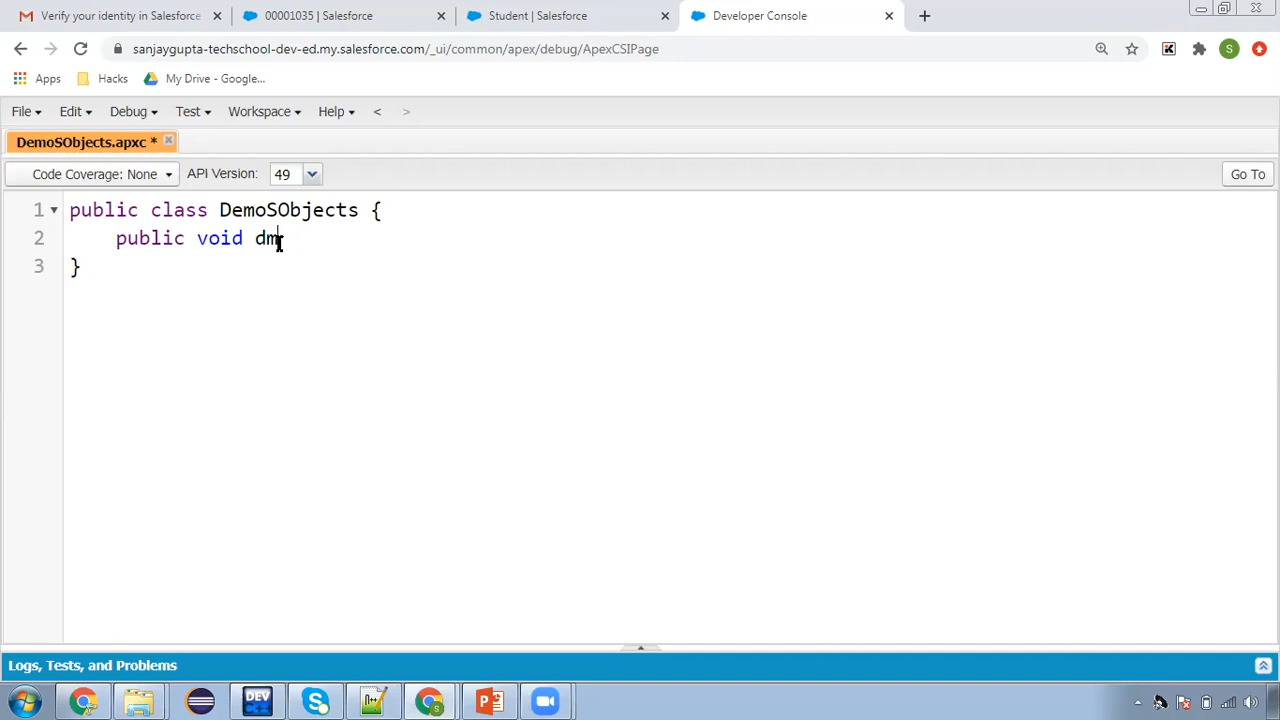 Verify your identity in Salesforce
00001035 | Salesforce
Student | Salesforce
Developer Console
sanjaygupta-techschool-dev-ed.my.salesforce.com/_ui/common/apex/debug/ApexCSIPage
S
Apps
Hacks
My Drive - Google...
File
Edit
Debug
Test
Workspace
Help
<
>
DemoSObjects.apxc *
Code Coverage: None
API Version:
49
Go To
1 public class DemoSObjects {
2 public void dm
3 }
Logs, Tests, and Problems
DEV
C++